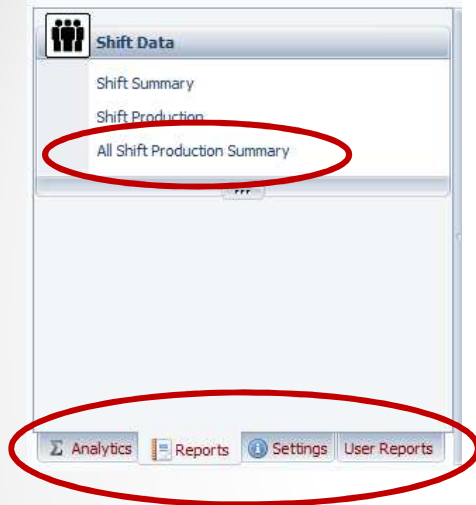 Shift Data
Shift Summary
Shift Production
All Shift Production Summary
Σ Analytics Reports Settings User Reports